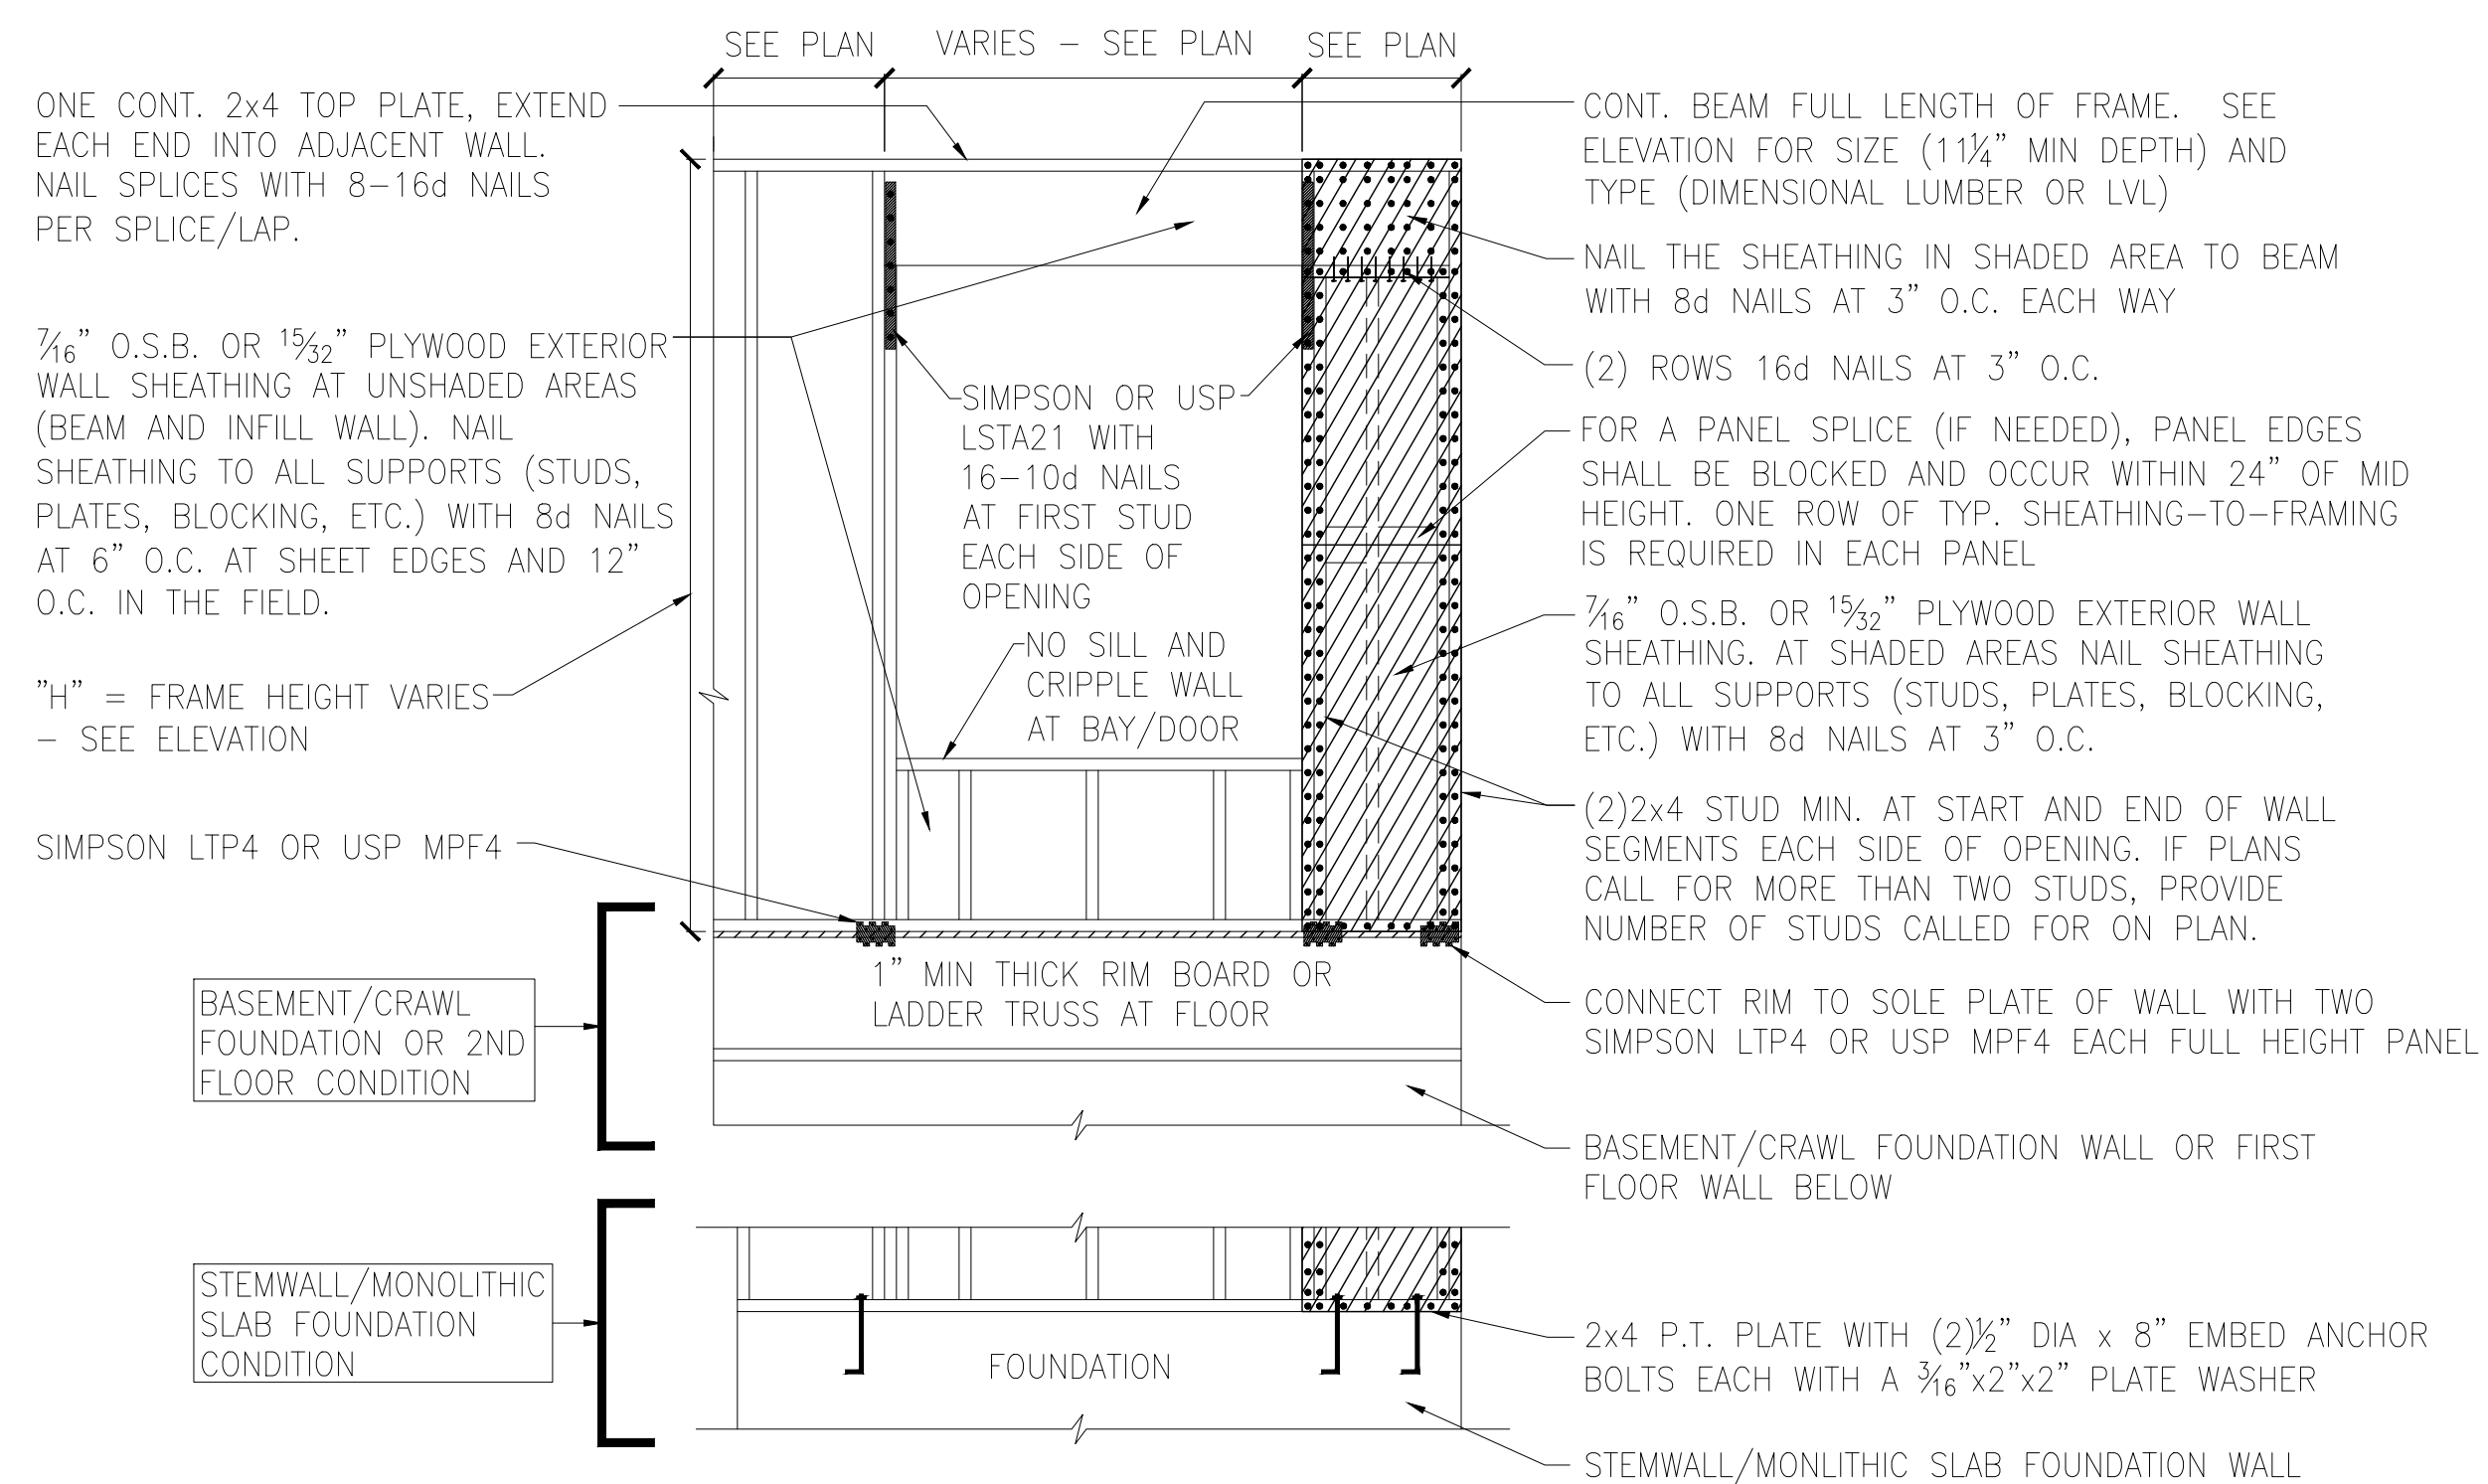 SEE PLAN
VARIES – SEE PLAN
SEE PLAN
ONE CONT. 2x4 TOP PLATE, EXTEND
EACH END INTO ADJACENT WALL.
NAIL SPLICES WITH 8–16d NAILS
PER SPLICE/LAP.
7/16" O.S.B. OR 15/32" PLYWOOD EXTERIOR
WALL SHEATHING AT UNSHADED AREAS
(BEAM AND INFILL WALL). NAIL
SHEATHING TO ALL SUPPORTS (STUDS,
PLATES, BLOCKING, ETC.) WITH 8d NAILS
AT 6" O.C. AT SHEET EDGES AND 12"
O.C. IN THE FIELD.
"H" = FRAME HEIGHT VARIES
– SEE ELEVATION
SIMPSON LTP4 OR USP MPF4
BASEMENT/CRAWL
FOUNDATION OR 2ND
FLOOR CONDITION
STEMWALL/MONOLITHIC
SLAB FOUNDATION
CONDITION
SIMPSON OR USP
LSTA21 WITH
16–10d NAILS
AT FIRST STUD
EACH SIDE OF
OPENING
NO SILL AND
CRIPPLE WALL
AT BAY/DOOR
1" MIN THICK RIM BOARD OR
LADDER TRUSS AT FLOOR
FOUNDATION
CONT. BEAM FULL LENGTH OF FRAME. SEE
ELEVATION FOR SIZE (11 1/4" MIN DEPTH) AND
TYPE (DIMENSIONAL LUMBER OR LVL)
NAIL THE SHEATHING IN SHADED AREA TO BEAM
WITH 8d NAILS AT 3" O.C. EACH WAY
(2) ROWS 16d NAILS AT 3" O.C.
FOR A PANEL SPLICE (IF NEEDED), PANEL EDGES
SHALL BE BLOCKED AND OCCUR WITHIN 24" OF MID
HEIGHT. ONE ROW OF TYP. SHEATHING–TO–FRAMING
IS REQUIRED IN EACH PANEL
7/16" O.S.B. OR 15/32" PLYWOOD EXTERIOR WALL
SHEATHING. AT SHADED AREAS NAIL SHEATHING
TO ALL SUPPORTS (STUDS, PLATES, BLOCKING,
ETC.) WITH 8d NAILS AT 3" O.C.
(2)2x4 STUD MIN. AT START AND END OF WALL
SEGMENTS EACH SIDE OF OPENING. IF PLANS
CALL FOR MORE THAN TWO STUDS, PROVIDE
NUMBER OF STUDS CALLED FOR ON PLAN.
CONNECT RIM TO SOLE PLATE OF WALL WITH TWO
SIMPSON LTP4 OR USP MPF4 EACH FULL HEIGHT PANEL
BASEMENT/CRAWL FOUNDATION WALL OR FIRST
FLOOR WALL BELOW
2x4 P.T. PLATE WITH (2)1/2" DIA x 8" EMBED ANCHOR
BOLTS EACH WITH A 3/16"x2"x2" PLATE WASHER
STEMWALL/MONLITHIC SLAB FOUNDATION WALL